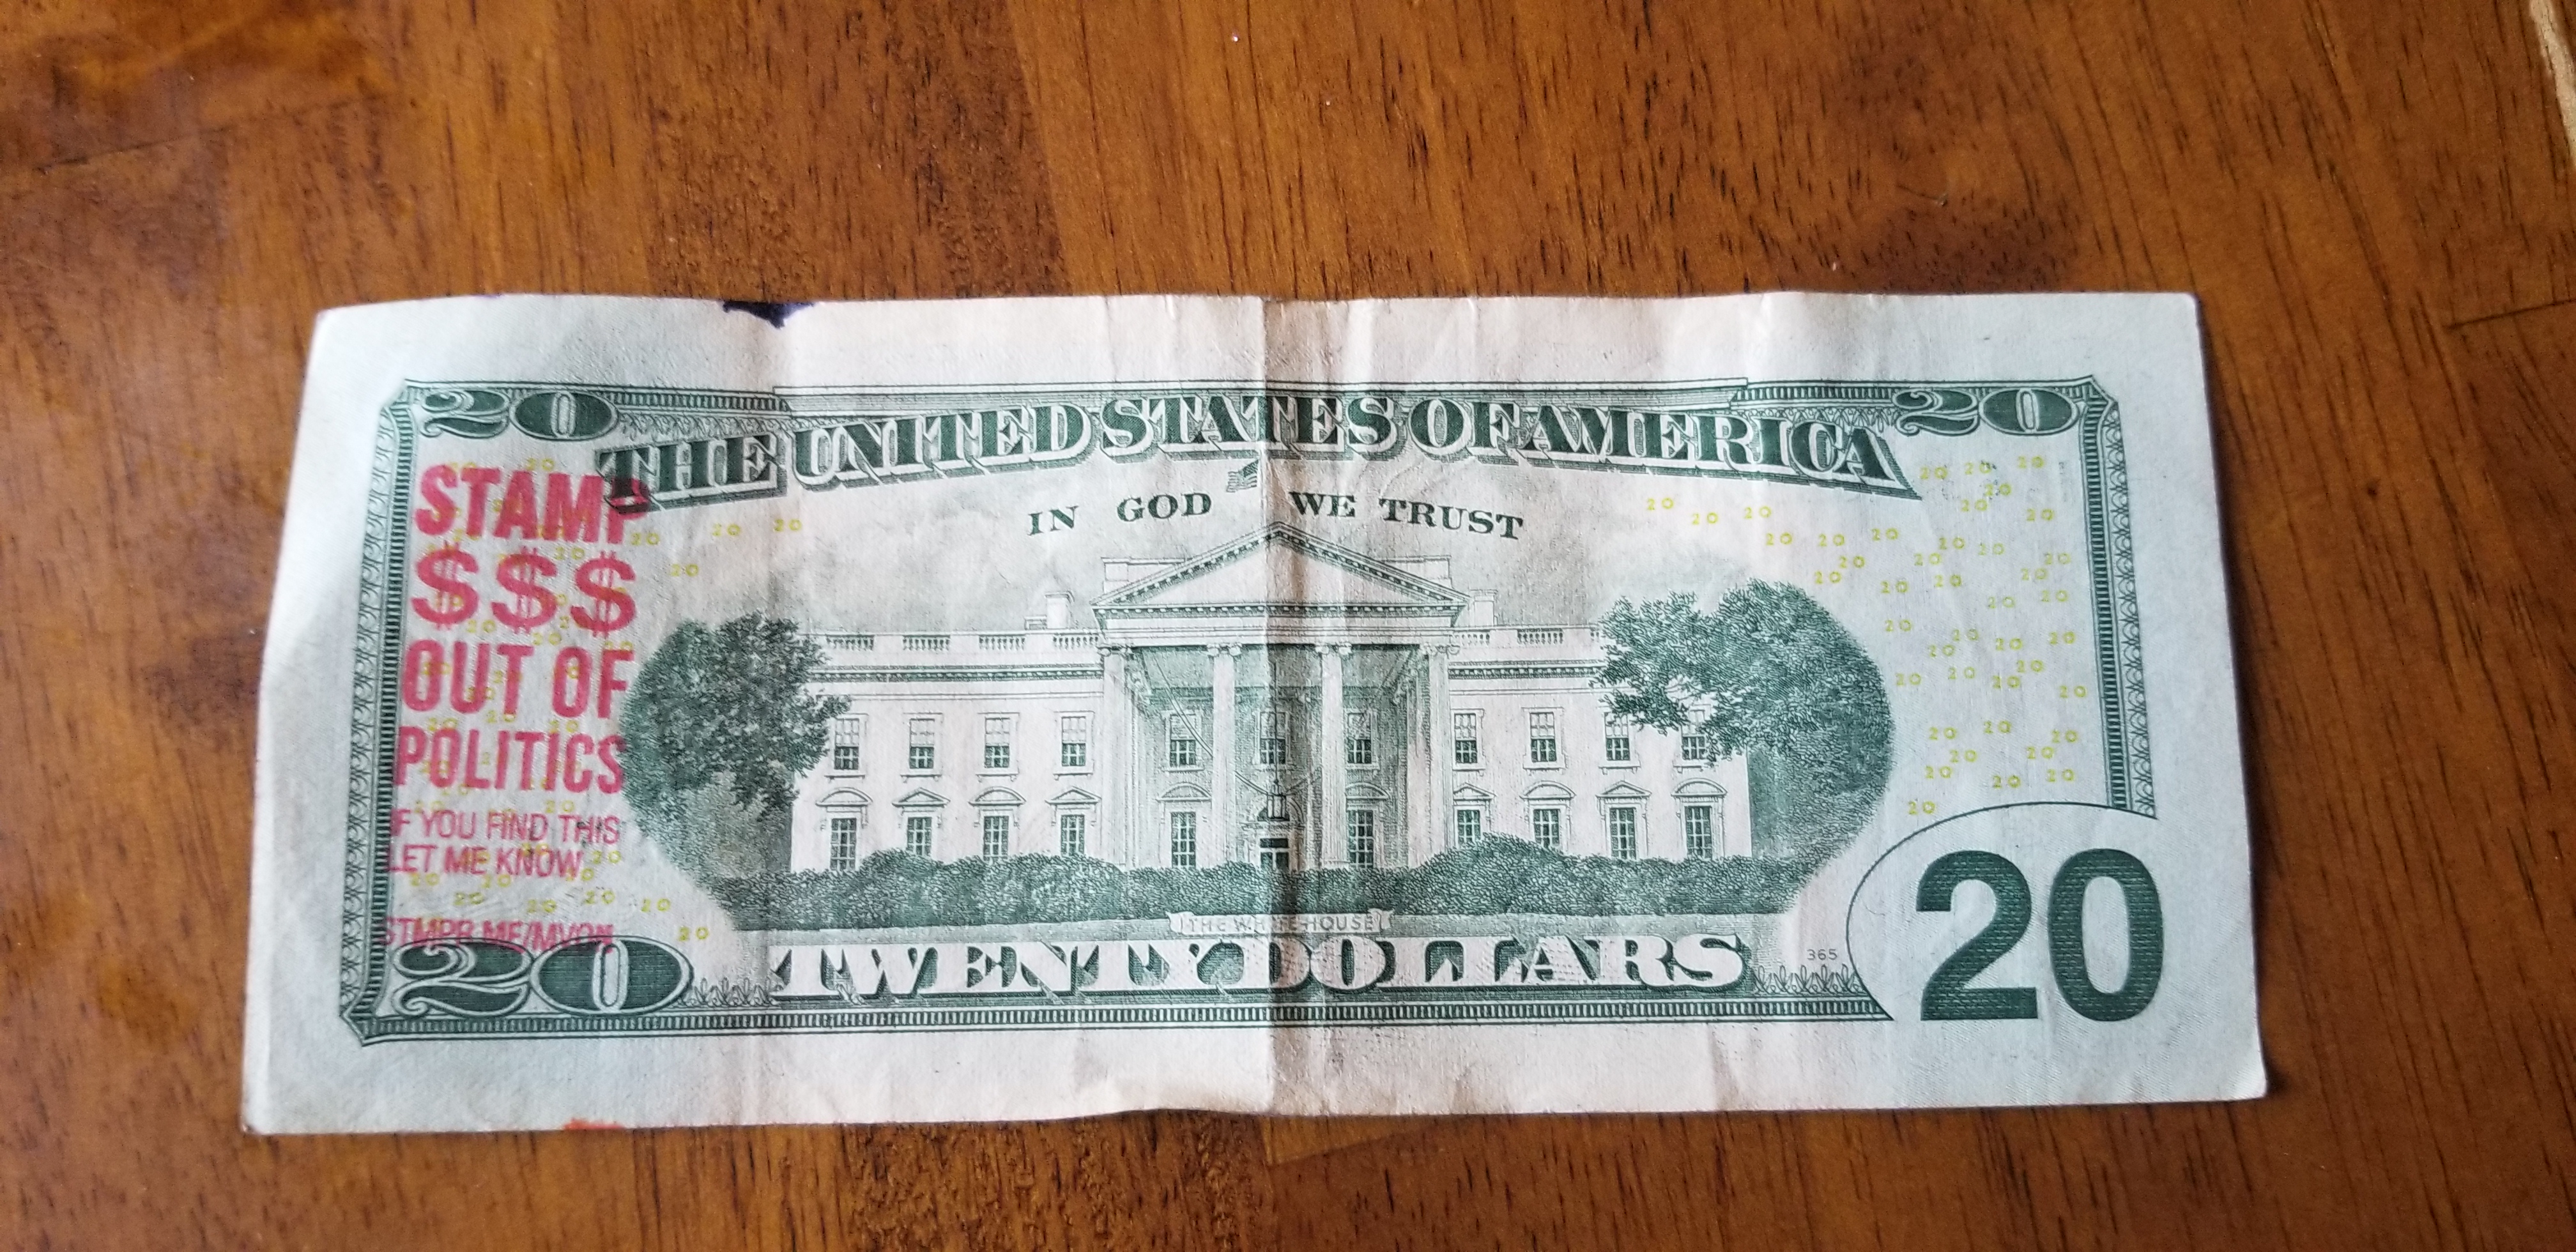 20 THE UNITED STATES OF AMERICA 20
IN GOD WE TRUST
STAMP
$$$
OUT OF
POLITICS
IF YOU FIND THIS
LET ME KNOW
THE WHITE HOUSE
20 TWENTY DOLLARS 365 20